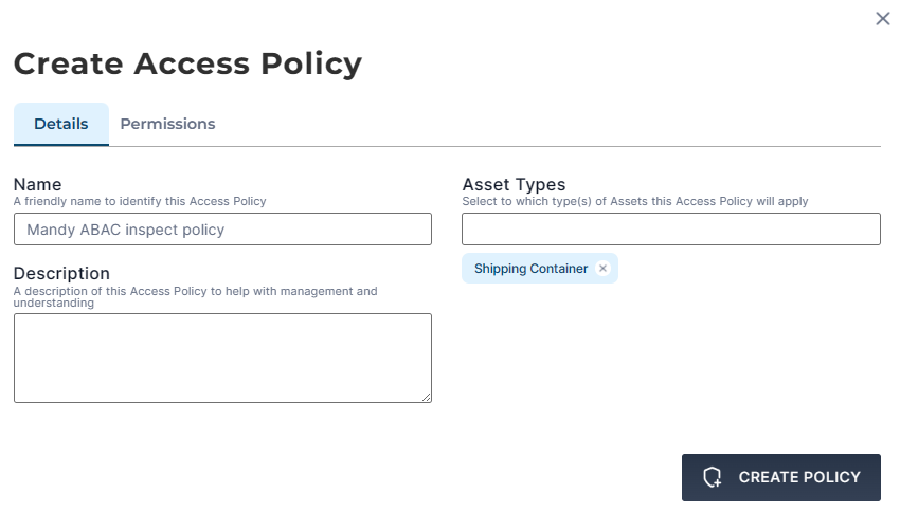 Create Access Policy
Details
Permissions
Name
A friendly name to identify this Access Policy
Mandy ABAC inspect policy
Description
A description of this Access Policy to help with management and
understanding
Asset Types
Select to which type(s) of Assets this Access Policy will apply
Shipping Container
CREATE POLICY